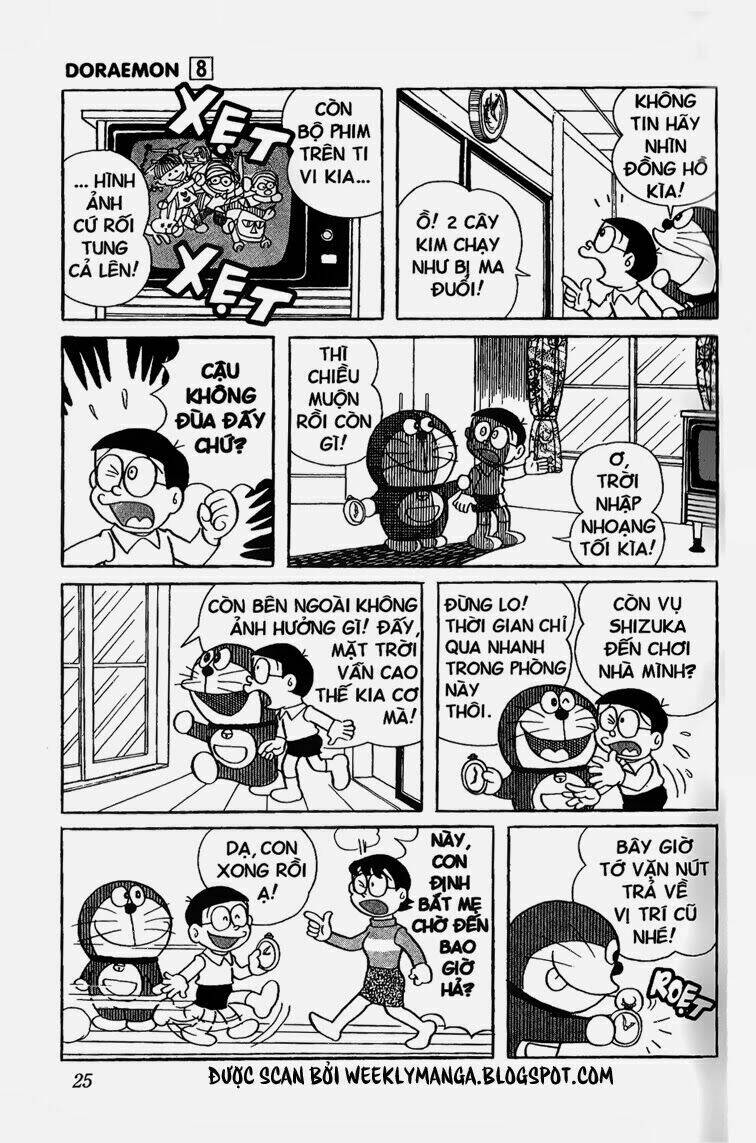 DORAEMON 8
KHÔNG
TIN HÃY
NHÌN
ĐỒNG HỒ
KÌA!
Ồ! 2 CÂY
KIM CHẠY
NHƯ BỊ MA
ĐUỔI!
CÒN
BỘ PHIM
TRÊN TI
VI KIA...
XẸT
XẸT
... HÌNH
ẢNH
CỨ RỐI
TUNG
CẢ LÊN!
Ơ,
TRỜI
NHẬP
NHOẠNG
TỐI KÌA!
THÌ
CHIỀU
MUỘN
RỒI CÒN
GÌ!
CẬU
KHÔNG
ĐÙA ĐẤY
CHỨ?
CÒN VỤ
SHIZUKA
ĐẾN CHƠI
NHÀ MÌNH?
ĐỪNG LO!
THỜI GIAN CHỈ
QUA NHANH
TRONG PHÒNG
NÀY
THÔI.
CÒN BÊN NGOÀI KHÔNG
ẢNH HƯỞNG GÌ! ĐẤY,
MẶT TRỜI
VẪN CAO
THẾ KIA CƠ
MÀ!
BÂY GIỜ
TỚ VẶN NÚT
TRẢ VỀ
VỊ TRÍ CŨ
NHÉ!
ROẸT
NÀY,
CON
ĐỊNH
BẮT MẸ
CHỜ ĐẾN
BAO
GIỜ
HẢ?
DẠ, CON
XONG RỒI
Ạ!
25
ĐƯỢC SCAN BỞI WEEKLYMANGA.BLOGSPOT.COM